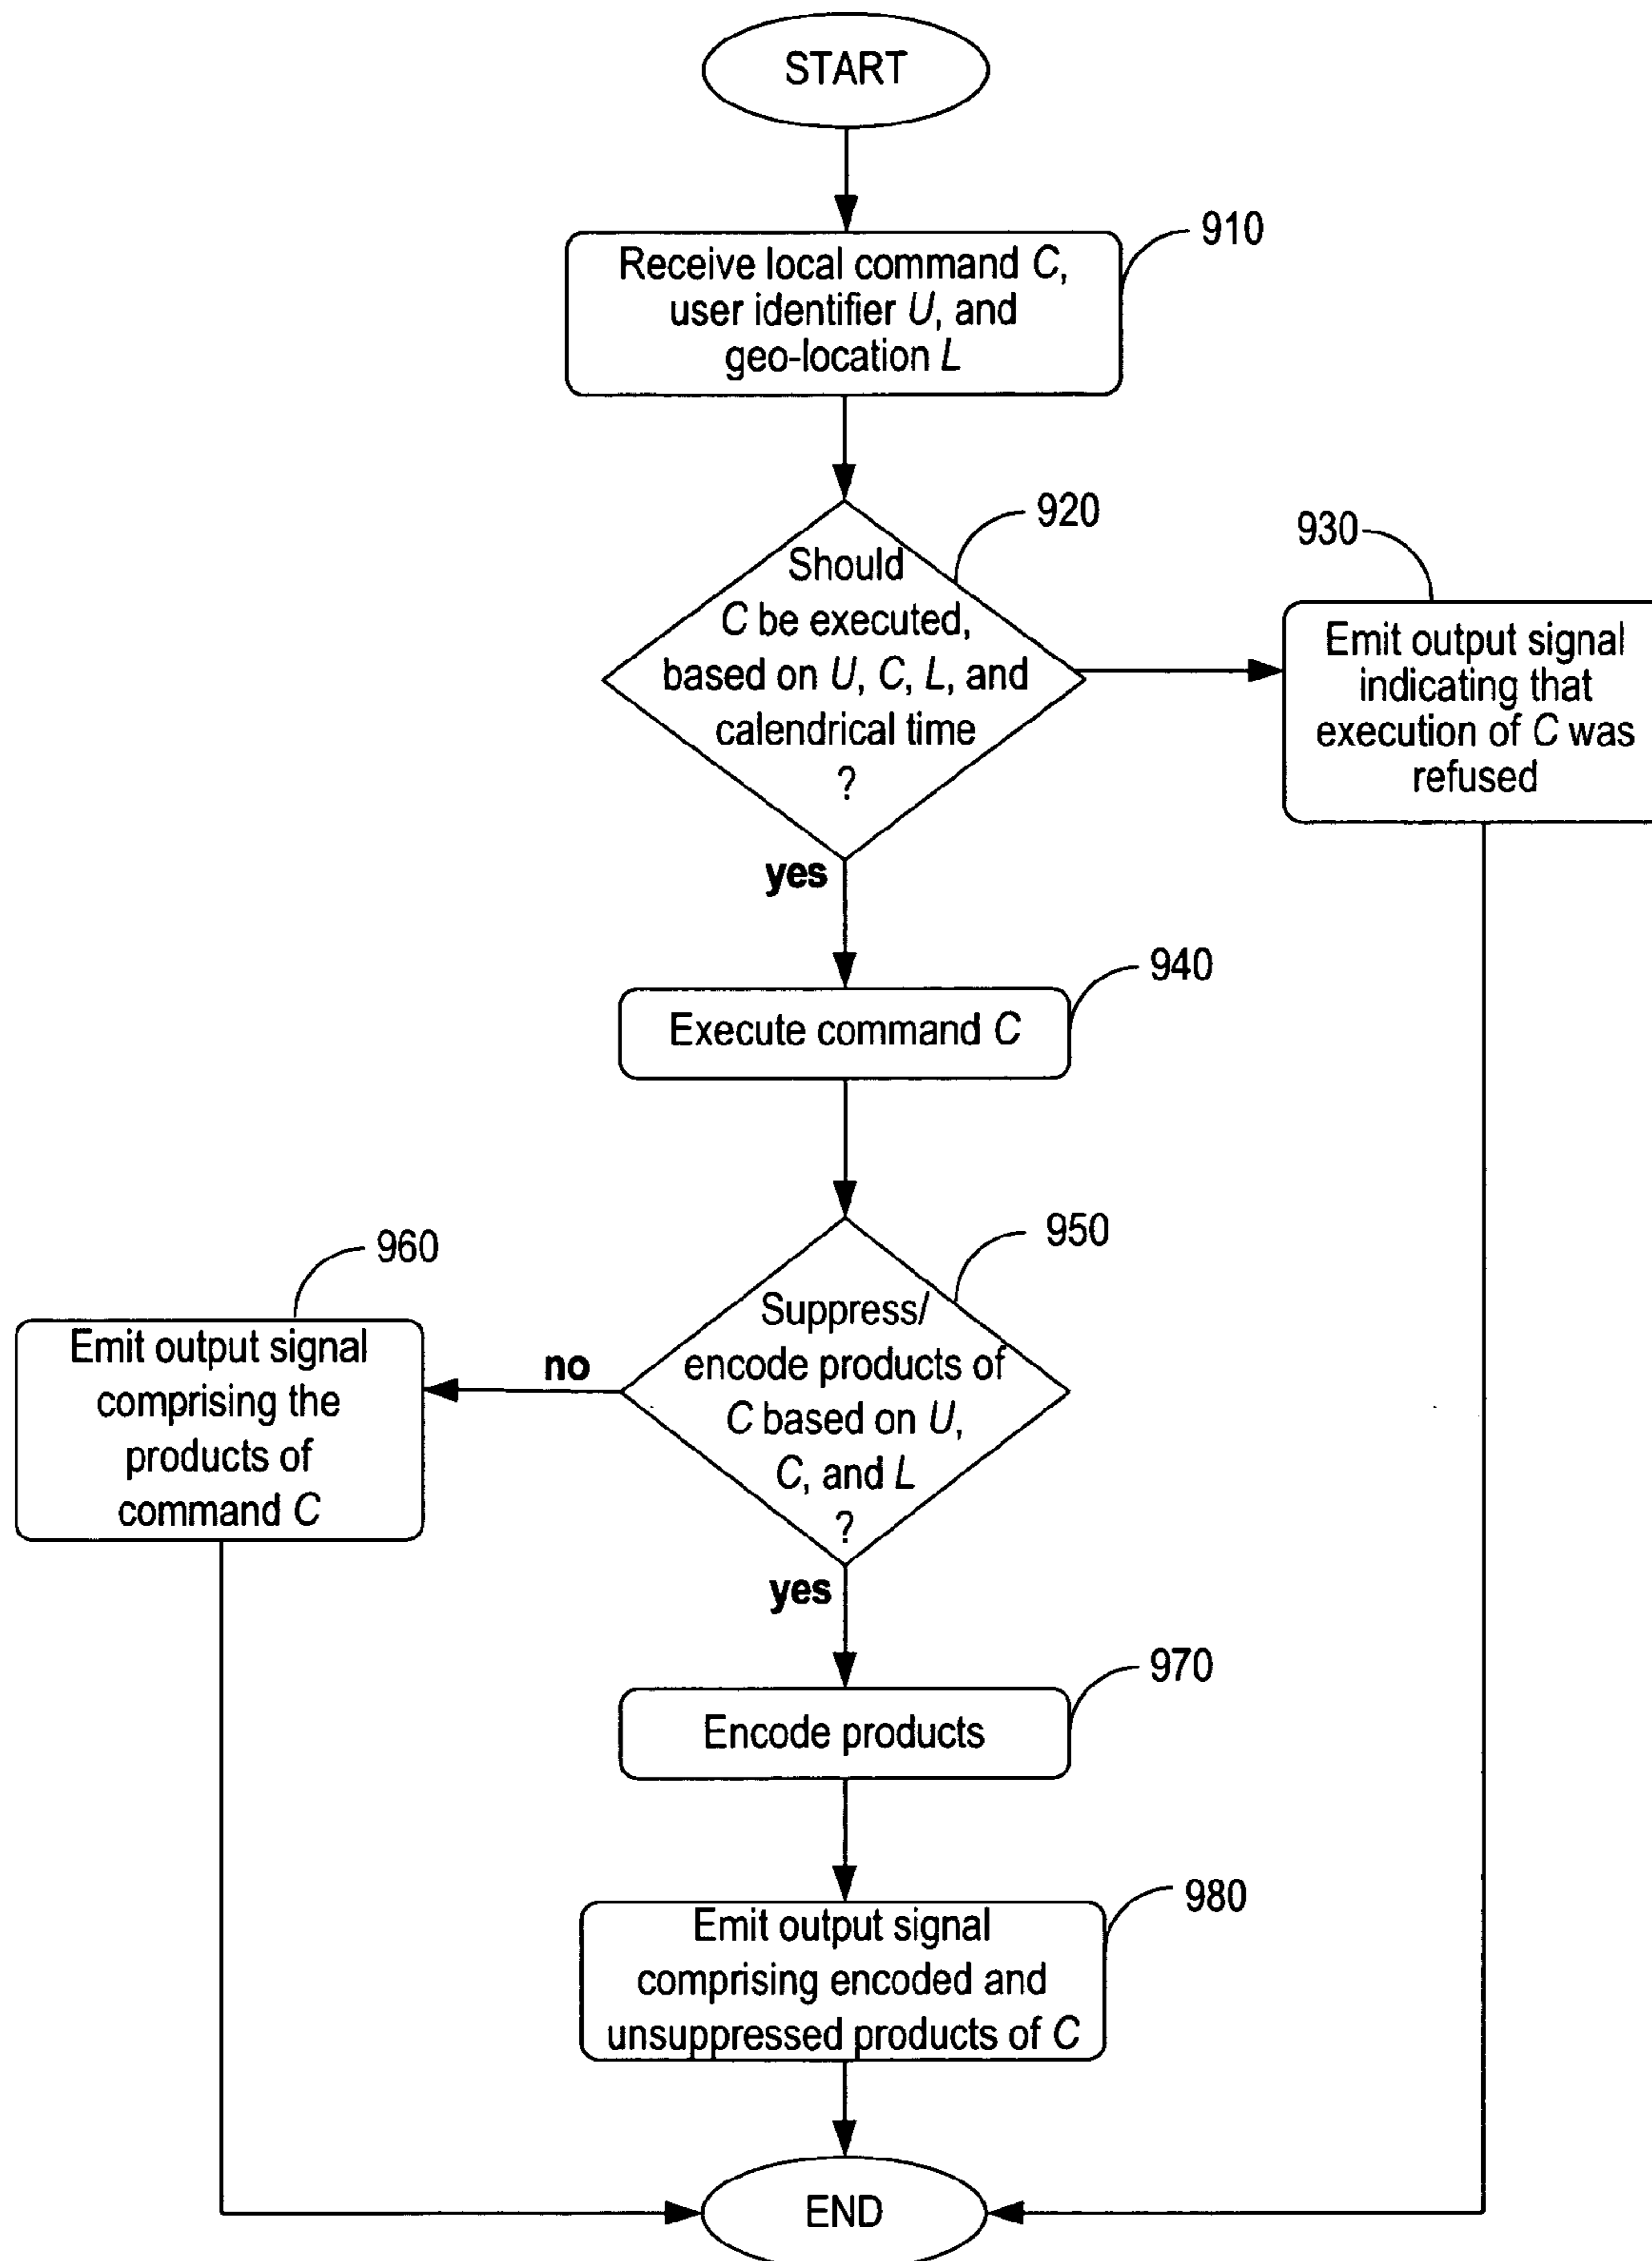 START
910
Receive local command C,
user identifier U, and
geo-location L
920
Should
C be executed,
based on U, C, L, and
calendrical time
?
930
Emit output signal
indicating that
execution of C was
refused
yes
940
Execute command C
950
Suppress/
encode products of
C based on U,
C, and L
?
no
960
Emit output signal
comprising the
products of
command C
yes
970
Encode products
980
Emit output signal
comprising encoded and
unsuppressed products of C
END